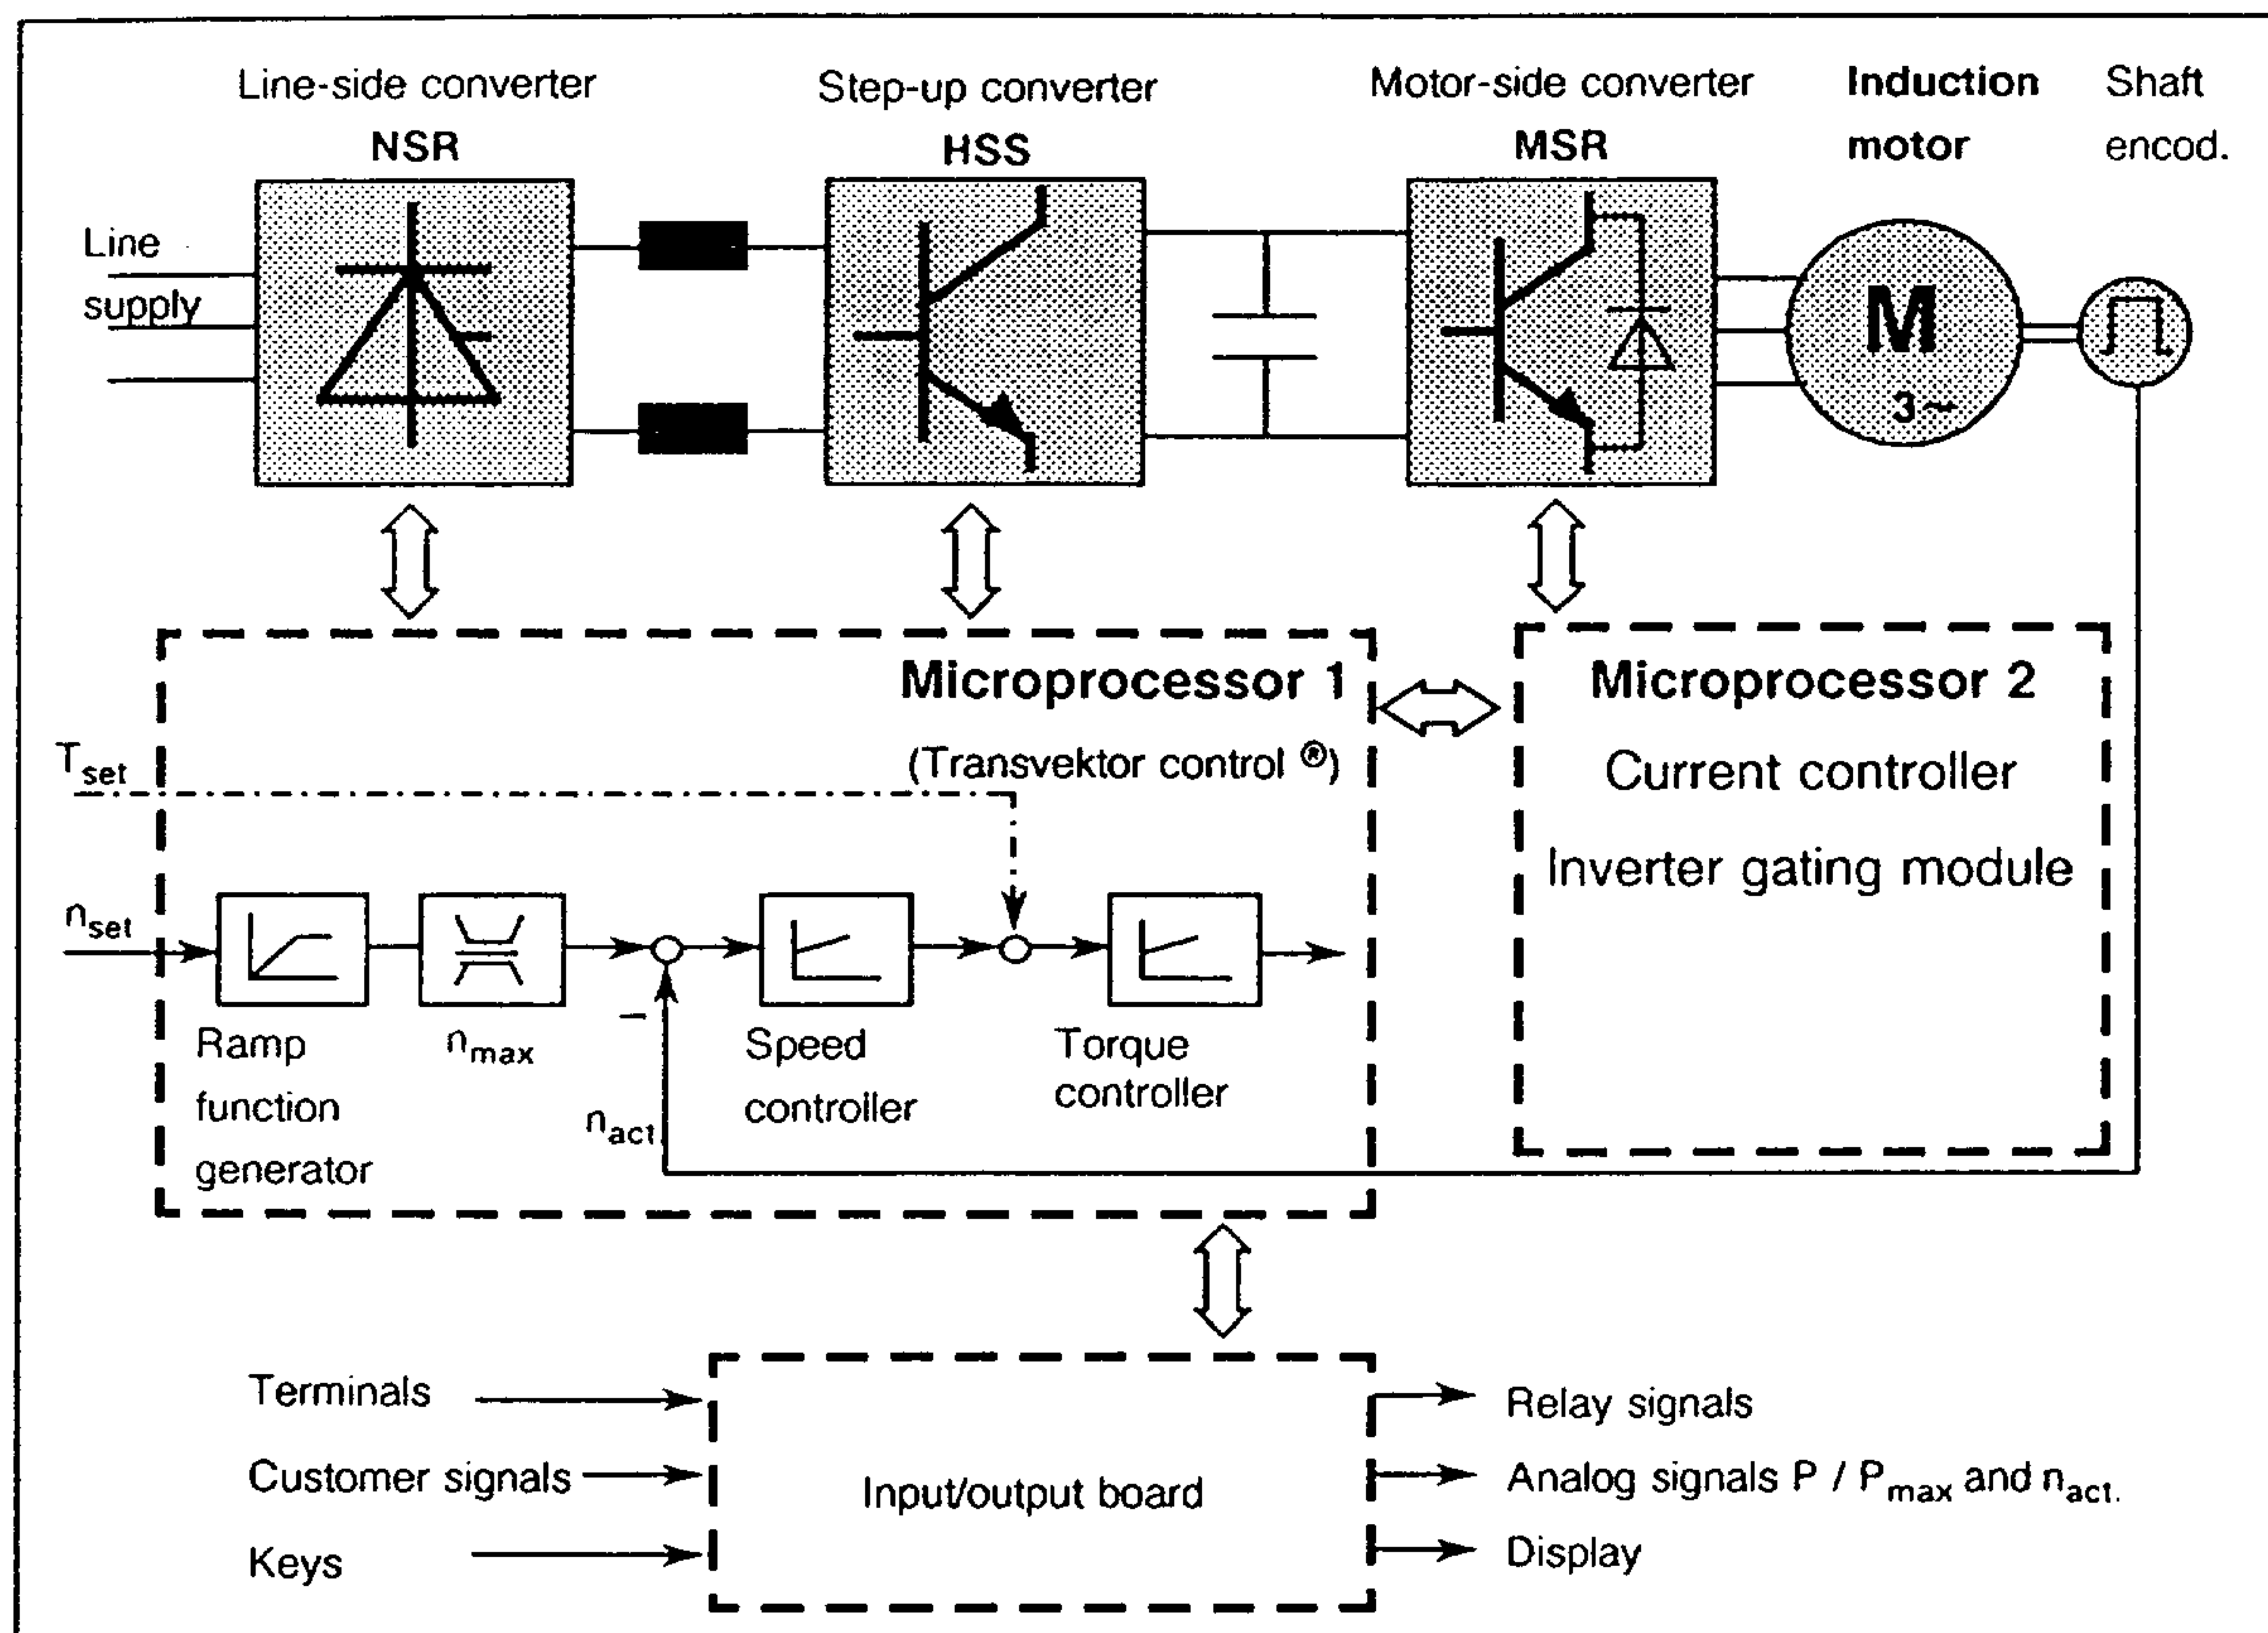 Line-side converter
NSR
Step-up converter
HSS
Motor-side converter
MSR
Induction
motor
Shaft
encod.
Line
supply
M
3~
Microprocessor 1
(Transvektor control ®)
Microprocessor 2
Current controller
Inverter gating module
Tset
nset
Ramp
function
generator
nmax
–
nact.
Speed
controller
Torque
controller
Terminals
Customer signals
Keys
Input/output board
Relay signals
Analog signals P / Pmax and nact.
Display